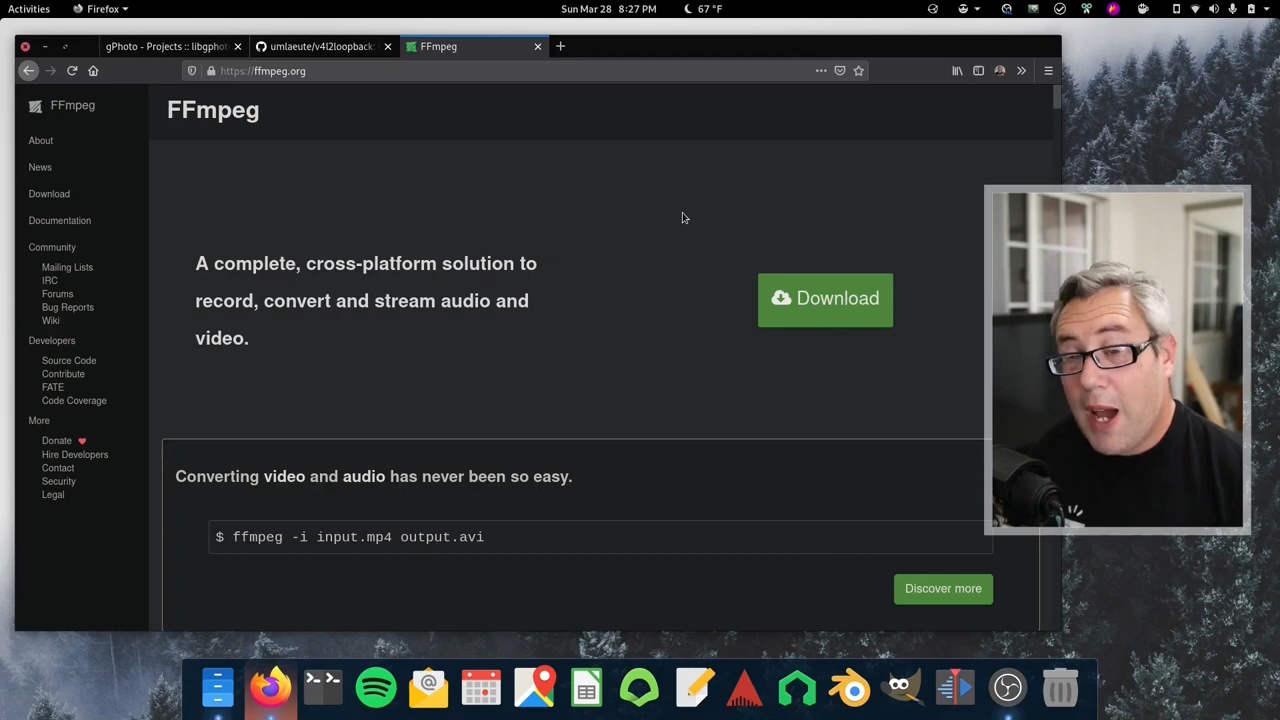 Activities
Firefox
Sun Mar 28 8:27 PM
67 °F
gPhoto - Projects :: libgphot
umlaeute/v4l2loopback:
FFmpeg
https://ffmpeg.org
FFmpeg
About
News
Download
Documentation
Community
Mailing Lists
IRC
Forums
Bug Reports
Wiki
Developers
Source Code
Contribute
FATE
Code Coverage
More
Donate
Hire Developers
Contact
Security
Legal
FFmpeg
A complete, cross-platform solution to
record, convert and stream audio and
video.
Download
Converting video and audio has never been so easy.
$ ffmpeg -i input.mp4 output.avi
Discover more